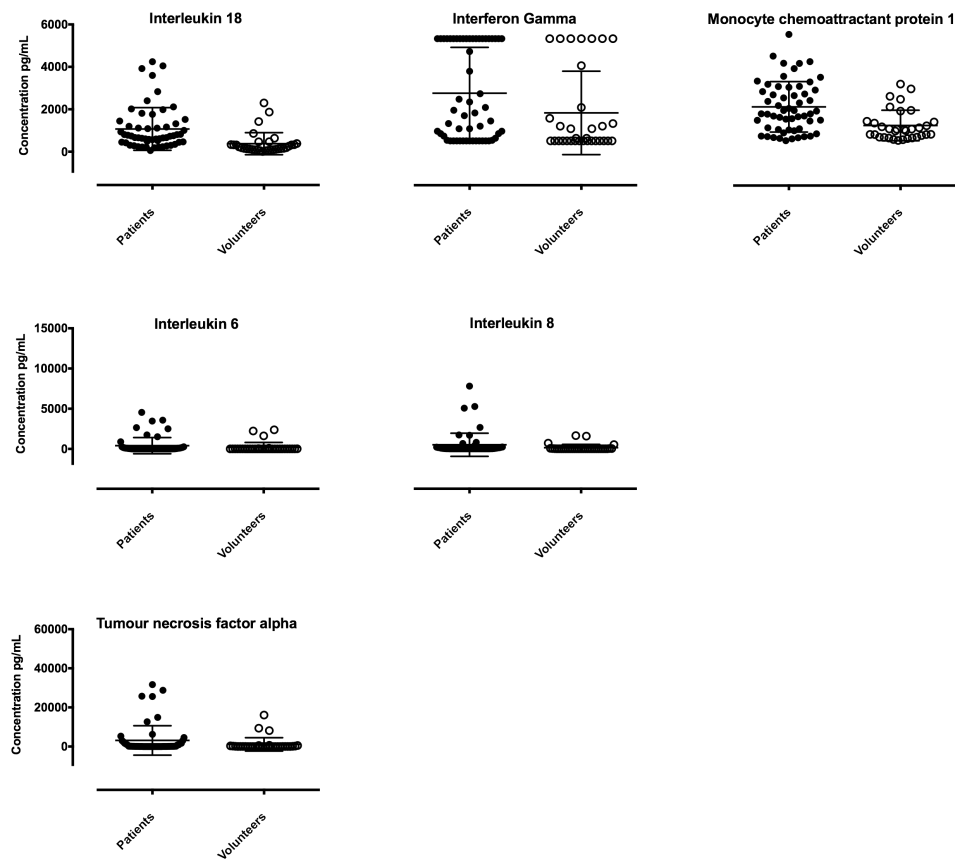 Interleukin 18
Interferon Gamma
Monocyte chemoattractant protein 1
Concentration pg/mL
6000
4000
2000
0
Patients
Volunteers
Patients
Volunteers
Patients
Volunteers
Interleukin 6
Interleukin 8
Concentration pg/mL
15000
10000
5000
0
Patients
Volunteers
Patients
Volunteers
Tumour necrosis factor alpha
Concentration pg/mL
60000
40000
20000
0
Patients
Volunteers